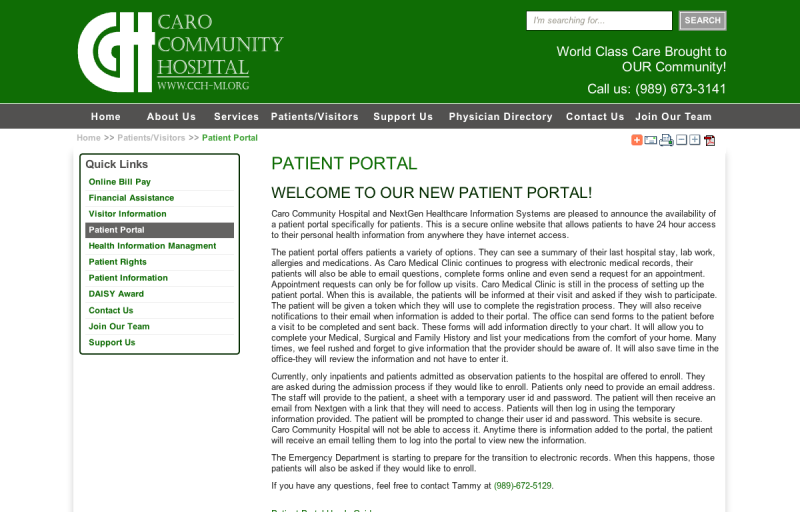 CARO
COMMUNITY
HOSPITAL
WWW.CCH-MI.ORG
I'm searching for...
SEARCH
World Class Care Brought to
OUR Community!
Call us: (989) 673-3141
Home About Us Services Patients/Visitors Support Us Physician Directory Contact Us Join Our Team
Home >> Patients/Visitors >> Patient Portal
Quick Links
Online Bill Pay
Financial Assistance
Visitor Information
Patient Portal
Health Information Managment
Patient Rights
Patient Information
DAISY Award
Contact Us
Join Our Team
Support Us
PATIENT PORTAL
WELCOME TO OUR NEW PATIENT PORTAL!
Caro Community Hospital and NextGen Healthcare Information Systems are pleased to announce the availability of
a patient portal specifically for patients. This is a secure online website that allows patients to have 24 hour access
to their personal health information from anywhere they have internet access.
The patient portal offers patients a variety of options. They can see a summary of their last hospital stay, lab work,
allergies and medications. As Caro Medical Clinic continues to progress with electronic medical records, their
patients will also be able to email questions, complete forms online and even send a request for an appointment.
Appointment requests can only be for follow up visits. Caro Medical Clinic is still in the process of setting up the
patient portal. When this is available, the patients will be informed at their visit and asked if they wish to participate.
The patient will be given a token which they will use to complete the registration process. They will also receive
notifications to their email when information is added to their portal. The office can send forms to the patient before
a visit to be completed and sent back. These forms will add information directly to your chart. It will allow you to
complete your Medical, Surgical and Family History and list your medications from the comfort of your home. Many
times, we feel rushed and forget to give information that the provider should be aware of. It will also save time in the
office-they will review the information and not have to enter it.
Currently, only inpatients and patients admitted as observation patients to the hospital are offered to enroll. They
are asked during the admission process if they would like to enroll. Patients only need to provide an email address.
The staff will provide to the patient, a sheet with a temporary user id and password. The patient will then receive an
email from Nextgen with a link that they will need to access. Patients will then log in using the temporary
information provided. The patient will be prompted to change their user id and password. This website is secure.
Caro Community Hospital will not be able to access it. Anytime there is information added to the portal, the patient
will receive an email telling them to log into the portal to view new the information.
The Emergency Department is starting to prepare for the transition to electronic records. When this happens, those
patients will also be asked if they would like to enroll.
If you have any questions, feel free to contact Tammy at (989)-672-5129.